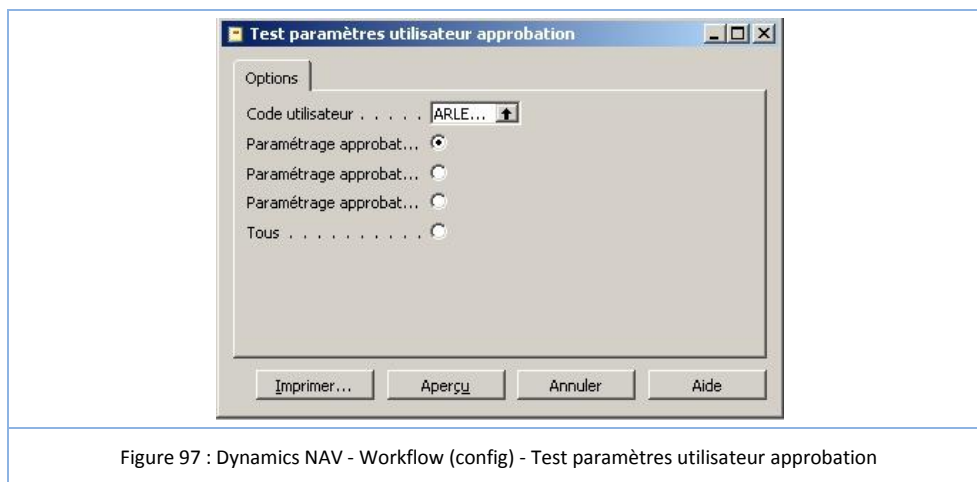 Test paramètres utilisateur approbation
Options
Code utilisateur . . . . . ARLE...
Paramétrage approbat...
Paramétrage approbat...
Paramétrage approbat...
Tous . . . . . . . . . .
Imprimer... Aperçu Annuler Aide
Figure 97 : Dynamics NAV - Workflow (config) - Test paramètres utilisateur approbation